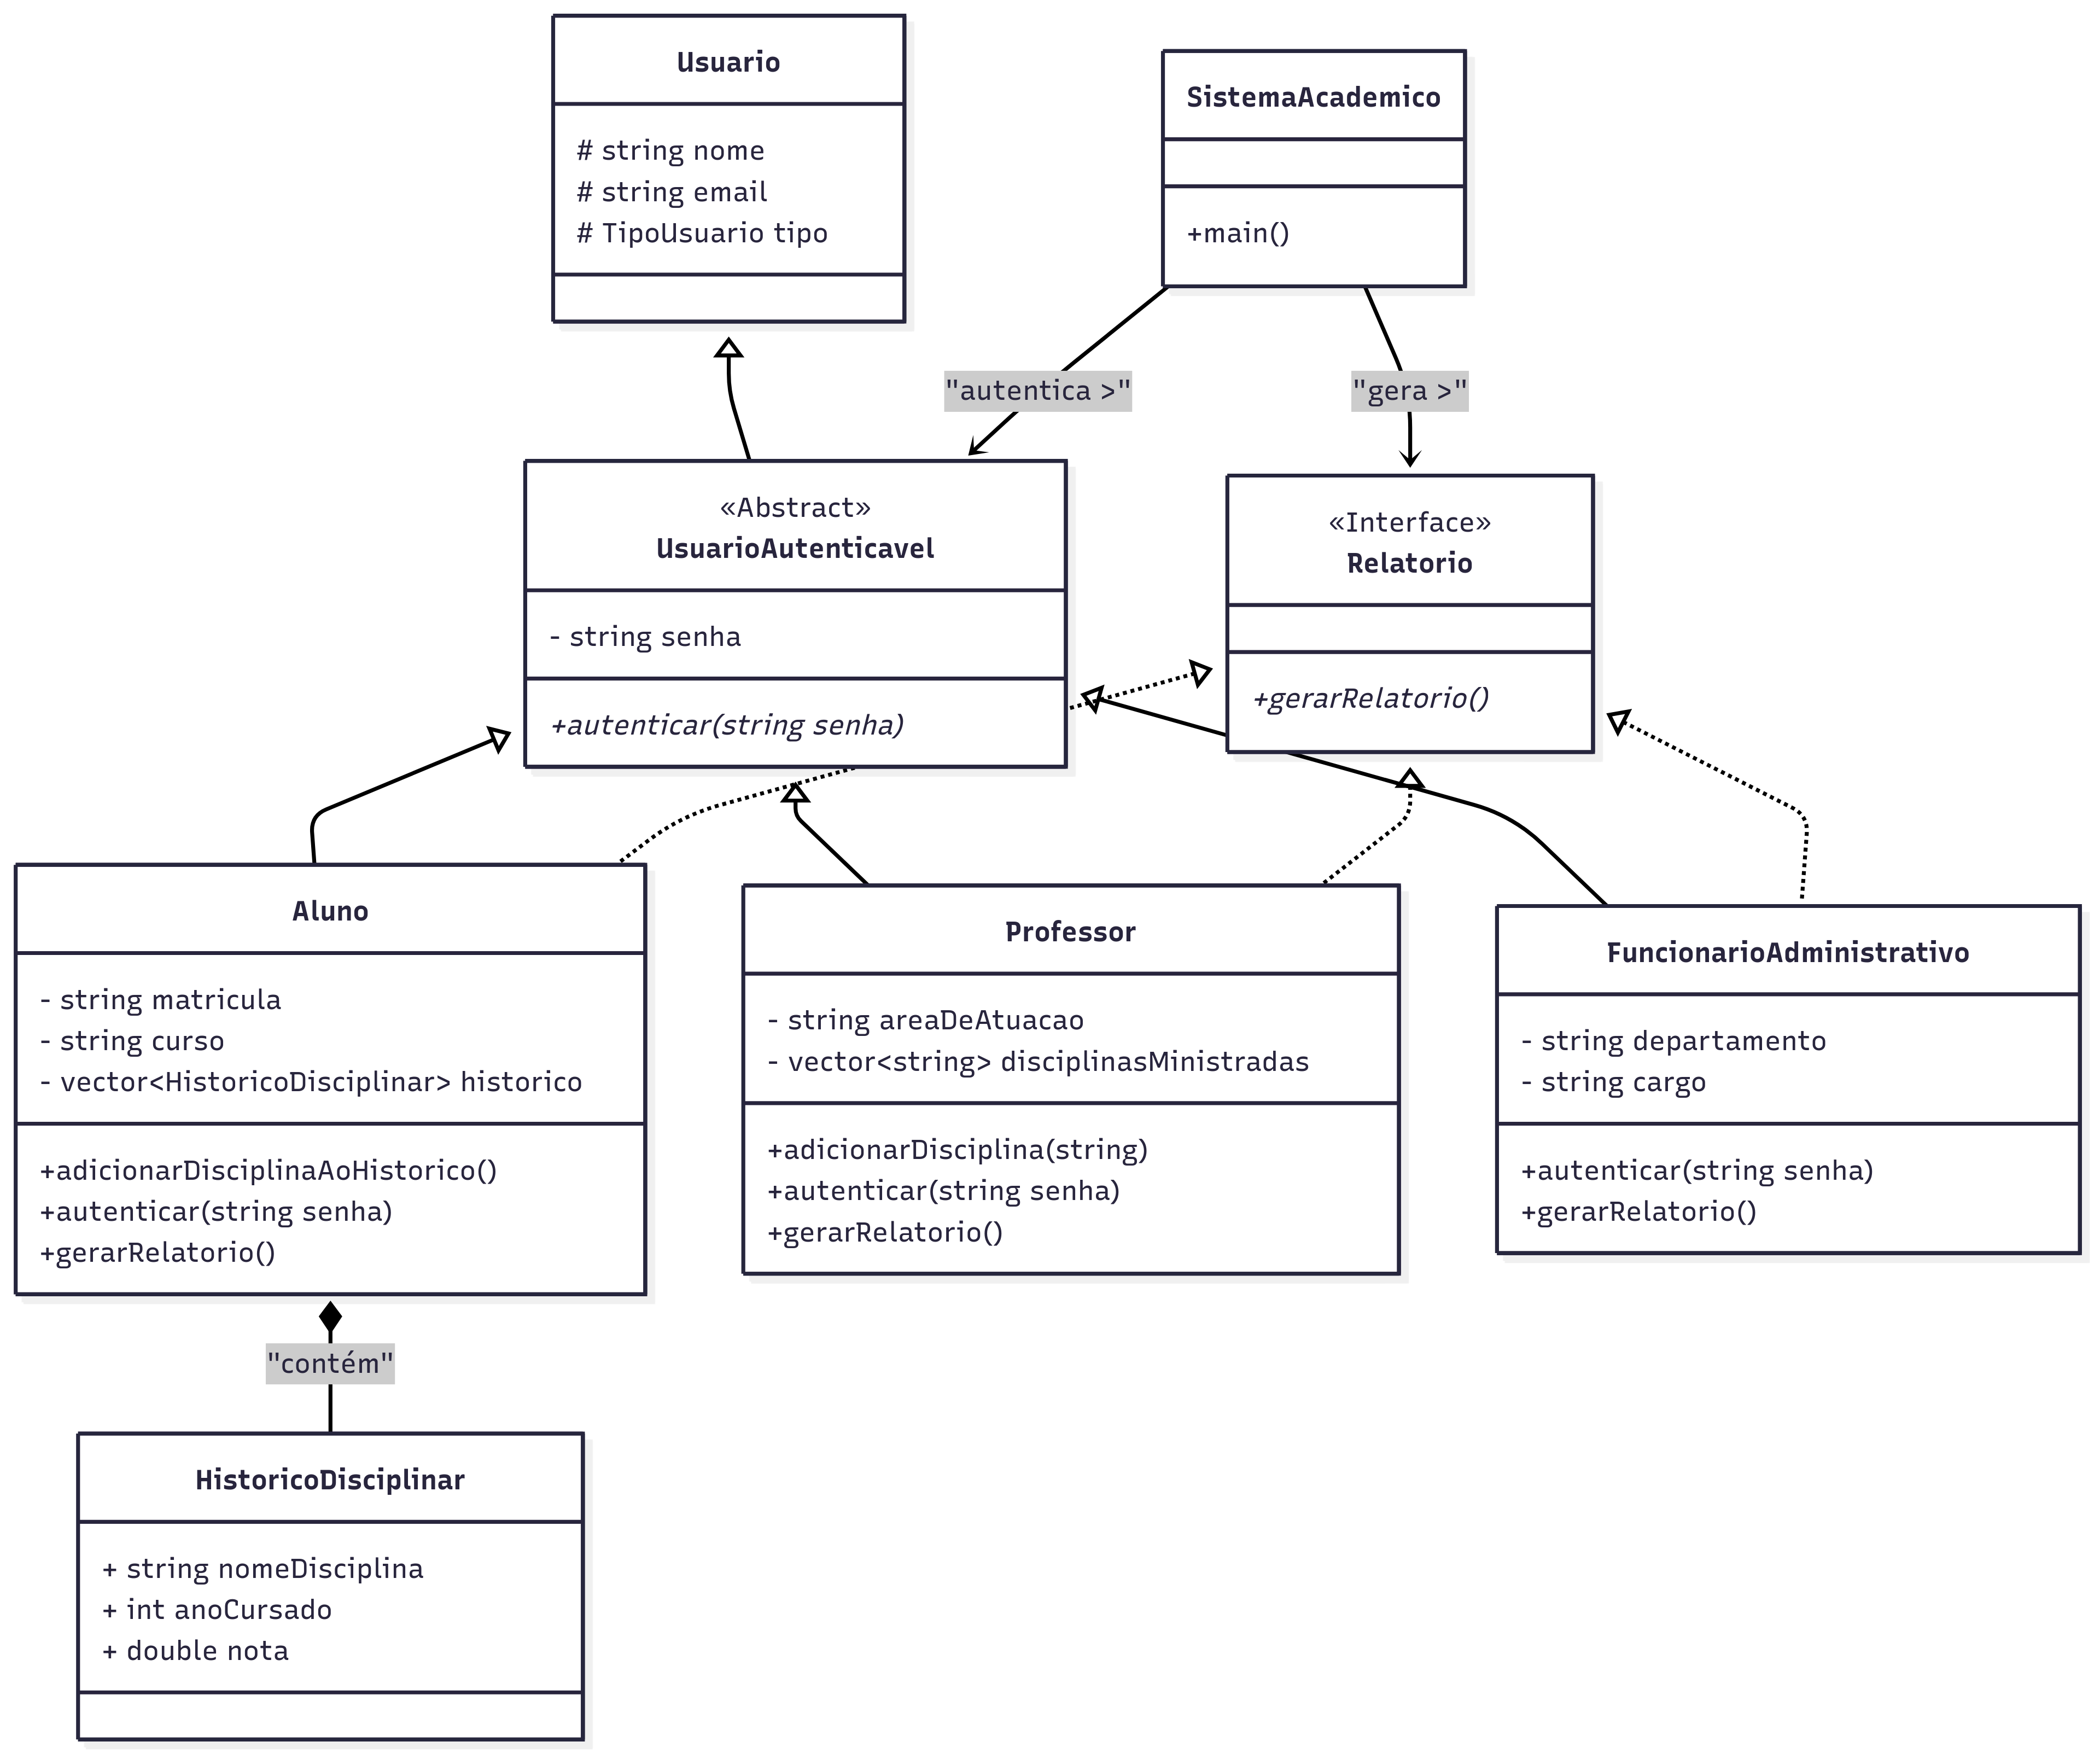 Usuario
# string nome
# string email
# TipoUsuario tipo
SistemaAcademico
+main()
"autentica >"
"gera >"
«Abstract»
UsuarioAutenticavel
- string senha
+autenticar(string senha)
«Interface»
Relatorio
+gerarRelatorio()
Aluno
- string matricula
- string curso
- vector<HistoricoDisciplinar> historico
+adicionarDisciplinaAoHistorico()
+autenticar(string senha)
+gerarRelatorio()
Professor
- string areaDeAtuacao
- vector<string> disciplinasMinistradas
+adicionarDisciplina(string)
+autenticar(string senha)
+gerarRelatorio()
FuncionarioAdministrativo
- string departamento
- string cargo
+autenticar(string senha)
+gerarRelatorio()
"contém"
HistoricoDisciplinar
+ string nomeDisciplina
+ int anoCursado
+ double nota